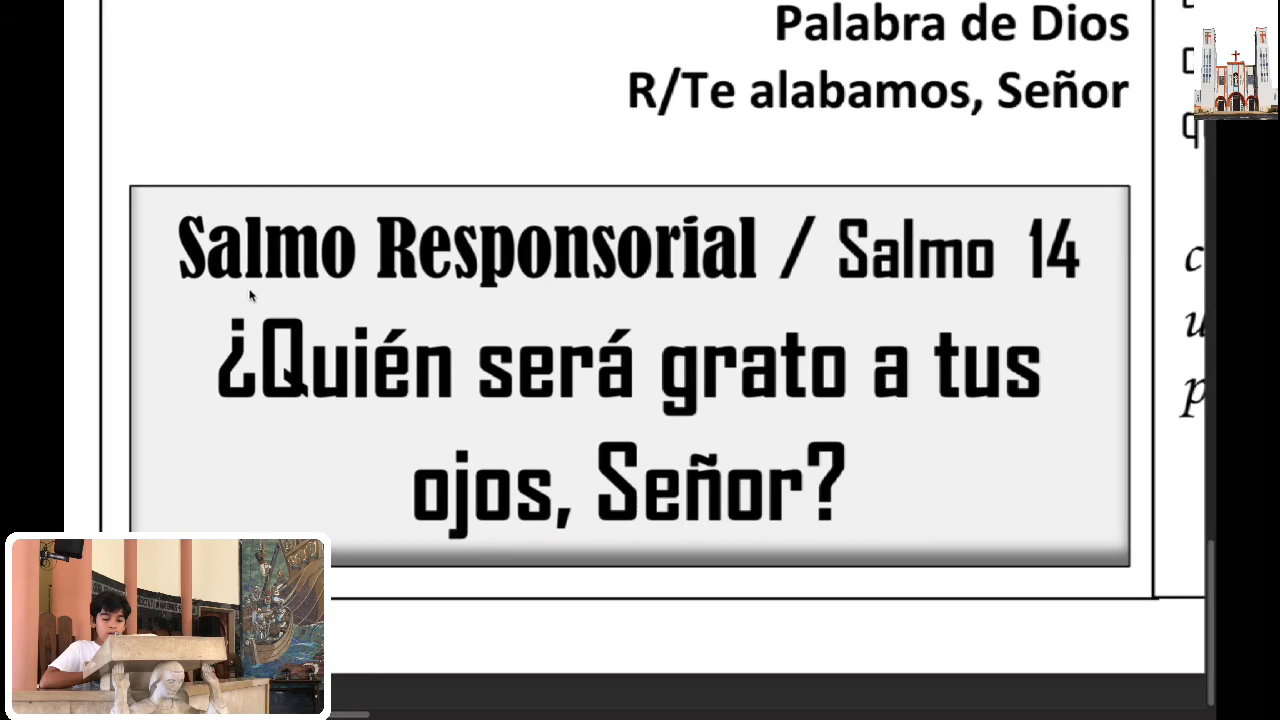 Palabra de Dios
R/Te alabamos, Señor
Salmo Responsorial / Salmo 14
¿Quién será grato a tus
ojos, Señor?
c
u
p